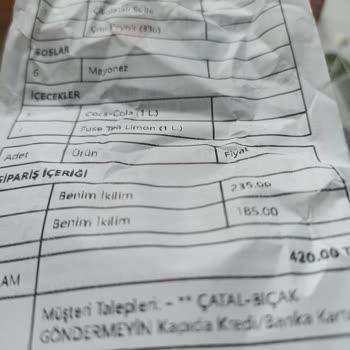 SOSLAR
6 Mayonez
İÇECEKLER
Coca-Cola (1 L)
Fuse Tea Limon (1 L)
Adet Ürün Fiyat
SİPARİŞ İÇERİĞİ
Benim İkilim 235.00
Benim İkilim 185.00
420.00 T
AM
Müşteri Talepleri. - ** ÇATAL-BIÇAK
GÖNDERMEYİN Kapıda Kredi/Banka Kartı